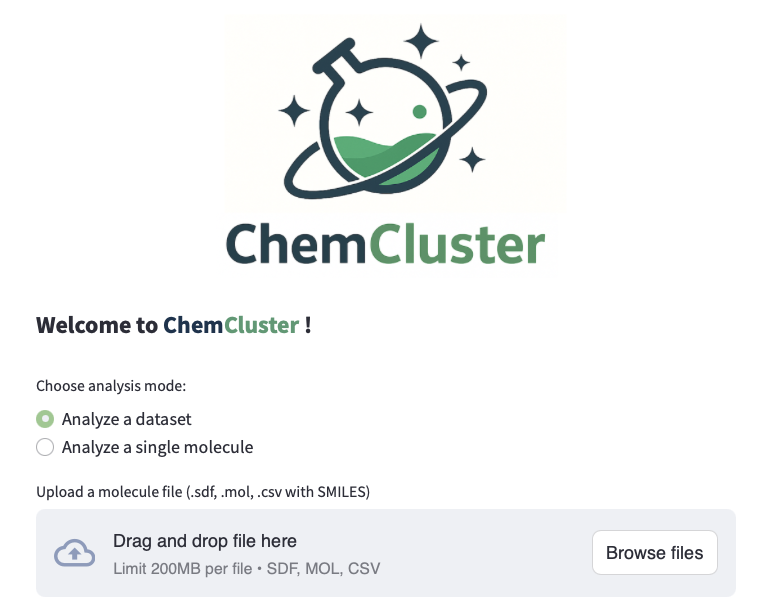 ChemCluster
Welcome to ChemCluster !
Choose analysis mode:
Analyze a dataset
Analyze a single molecule
Upload a molecule file (.sdf, .mol, .csv with SMILES)
Drag and drop file here
Limit 200MB per file • SDF, MOL, CSV
Browse files